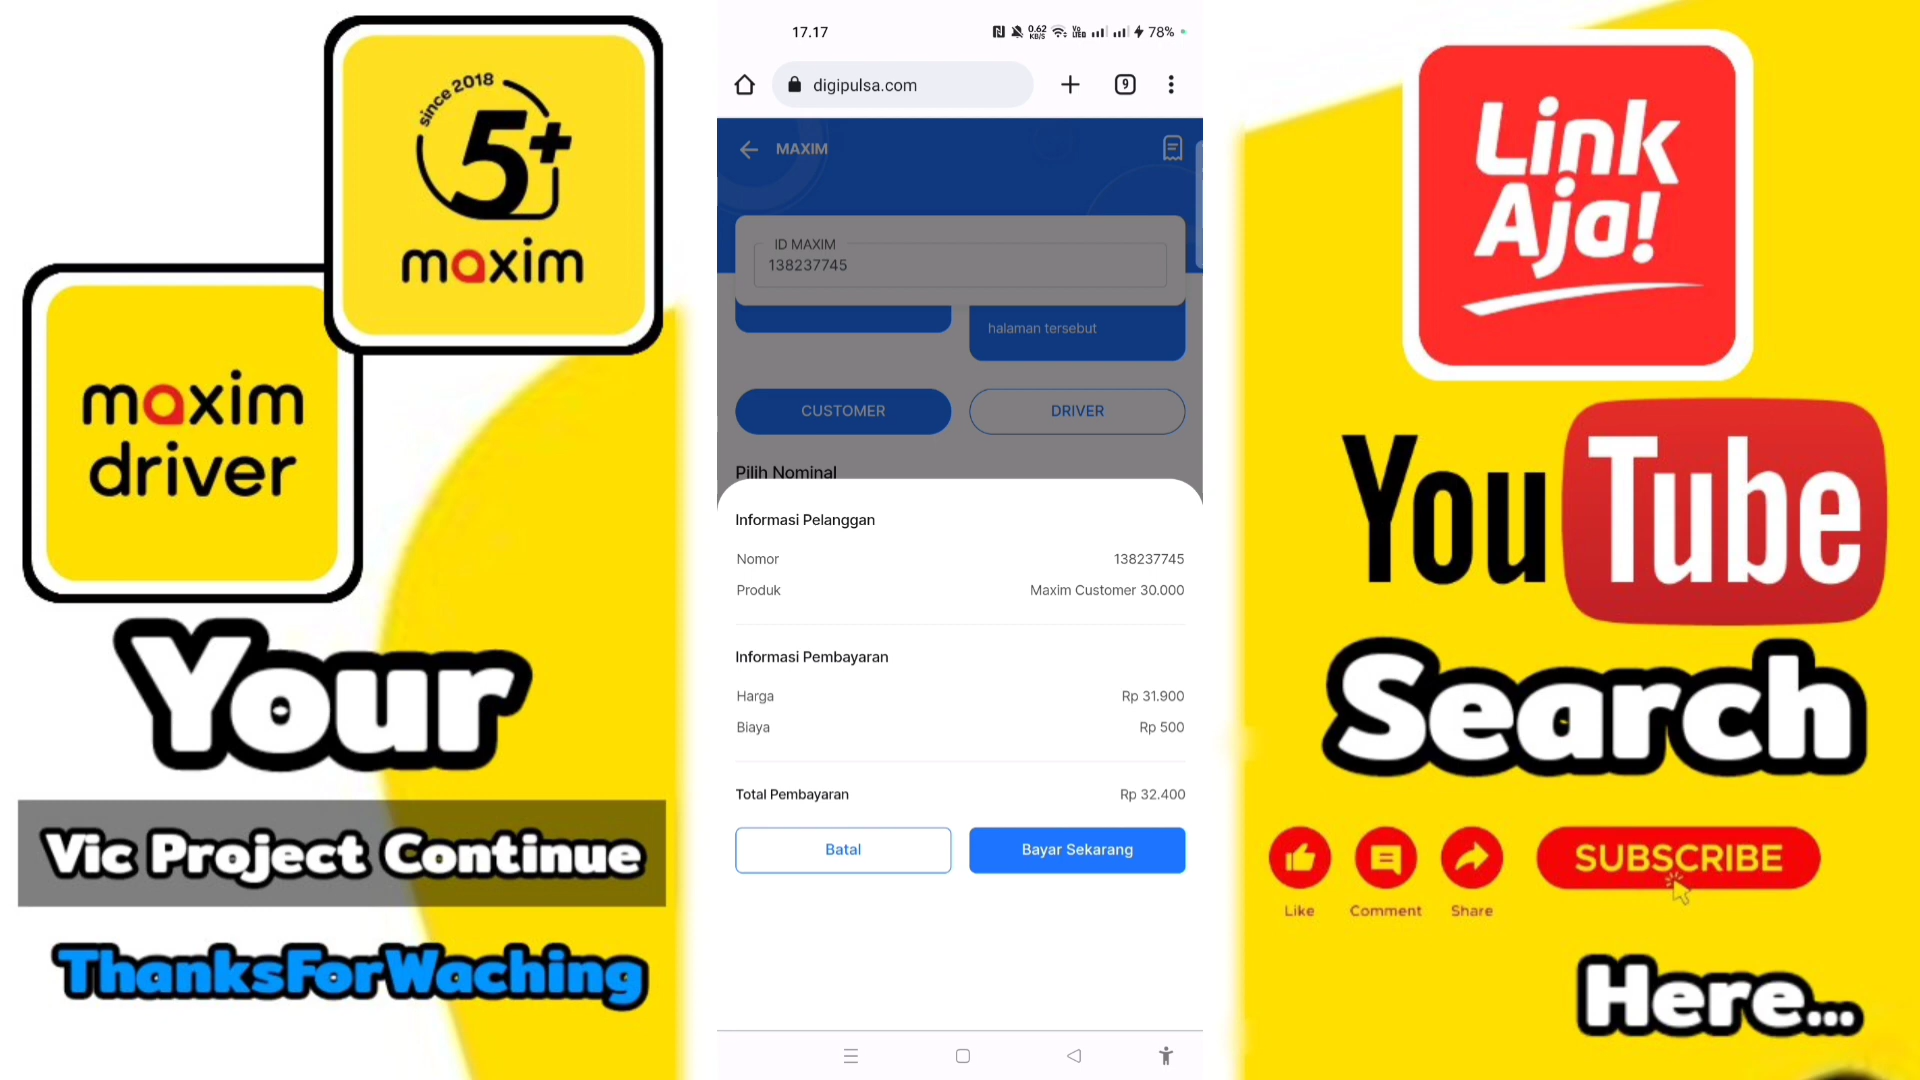 since 2018
5+
maxim
maxim
driver
Your
Vic Project Continue
ThanksForWaching
17.17
0.62
KB/S
78%
digipulsa.com
9
MAXIM
ID MAXIM
138237745
halaman tersebut
CUSTOMER
DRIVER
Pilih Nominal
Informasi Pelanggan
Nomor 138237745
Produk Maxim Customer 30.000
Informasi Pembayaran
Harga Rp 31.900
Biaya Rp 500
Total Pembayaran Rp 32.400
Batal
Bayar Sekarang
Link
Aja!
YouTube
Search
SUBSCRIBE
Like
Comment
Share
Here...